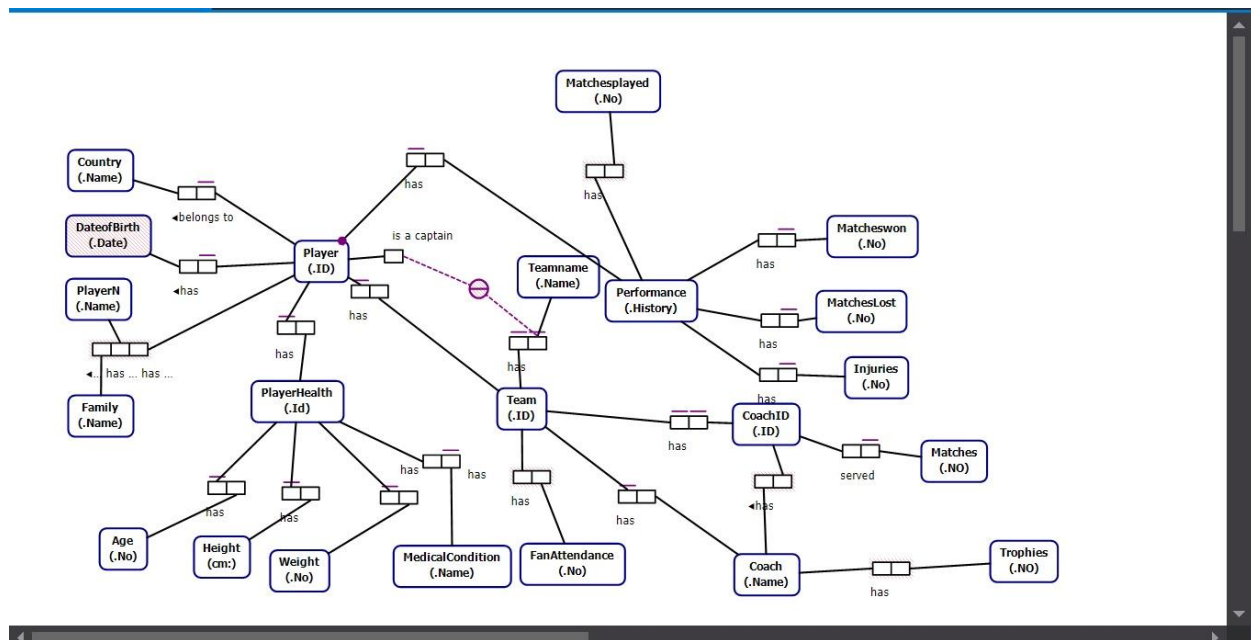 Matchesplayed
(.No)
has
Country
(.Name)
◄belongs to
has
DateofBirth
(.Date)
◄has
Player
(.ID)
is a captain
has
PlayerN
(.Name)
◄... has ... has ...
Family
(.Name)
has
Teamname
(.Name)
has
Performance
(.History)
Matcheswon
(.No)
has
MatchesLost
(.No)
has
Injuries
(.No)
has
PlayerHealth
(.Id)
Team
(.ID)
has
CoachID
(.ID)
served
Matches
(.NO)
has
has
has
has
◄has
has
has
has
Age
(.No)
Height
(cm:)
Weight
(.No)
MedicalCondition
(.Name)
FanAttendance
(.No)
Coach
(.Name)
has
Trophies
(.NO)